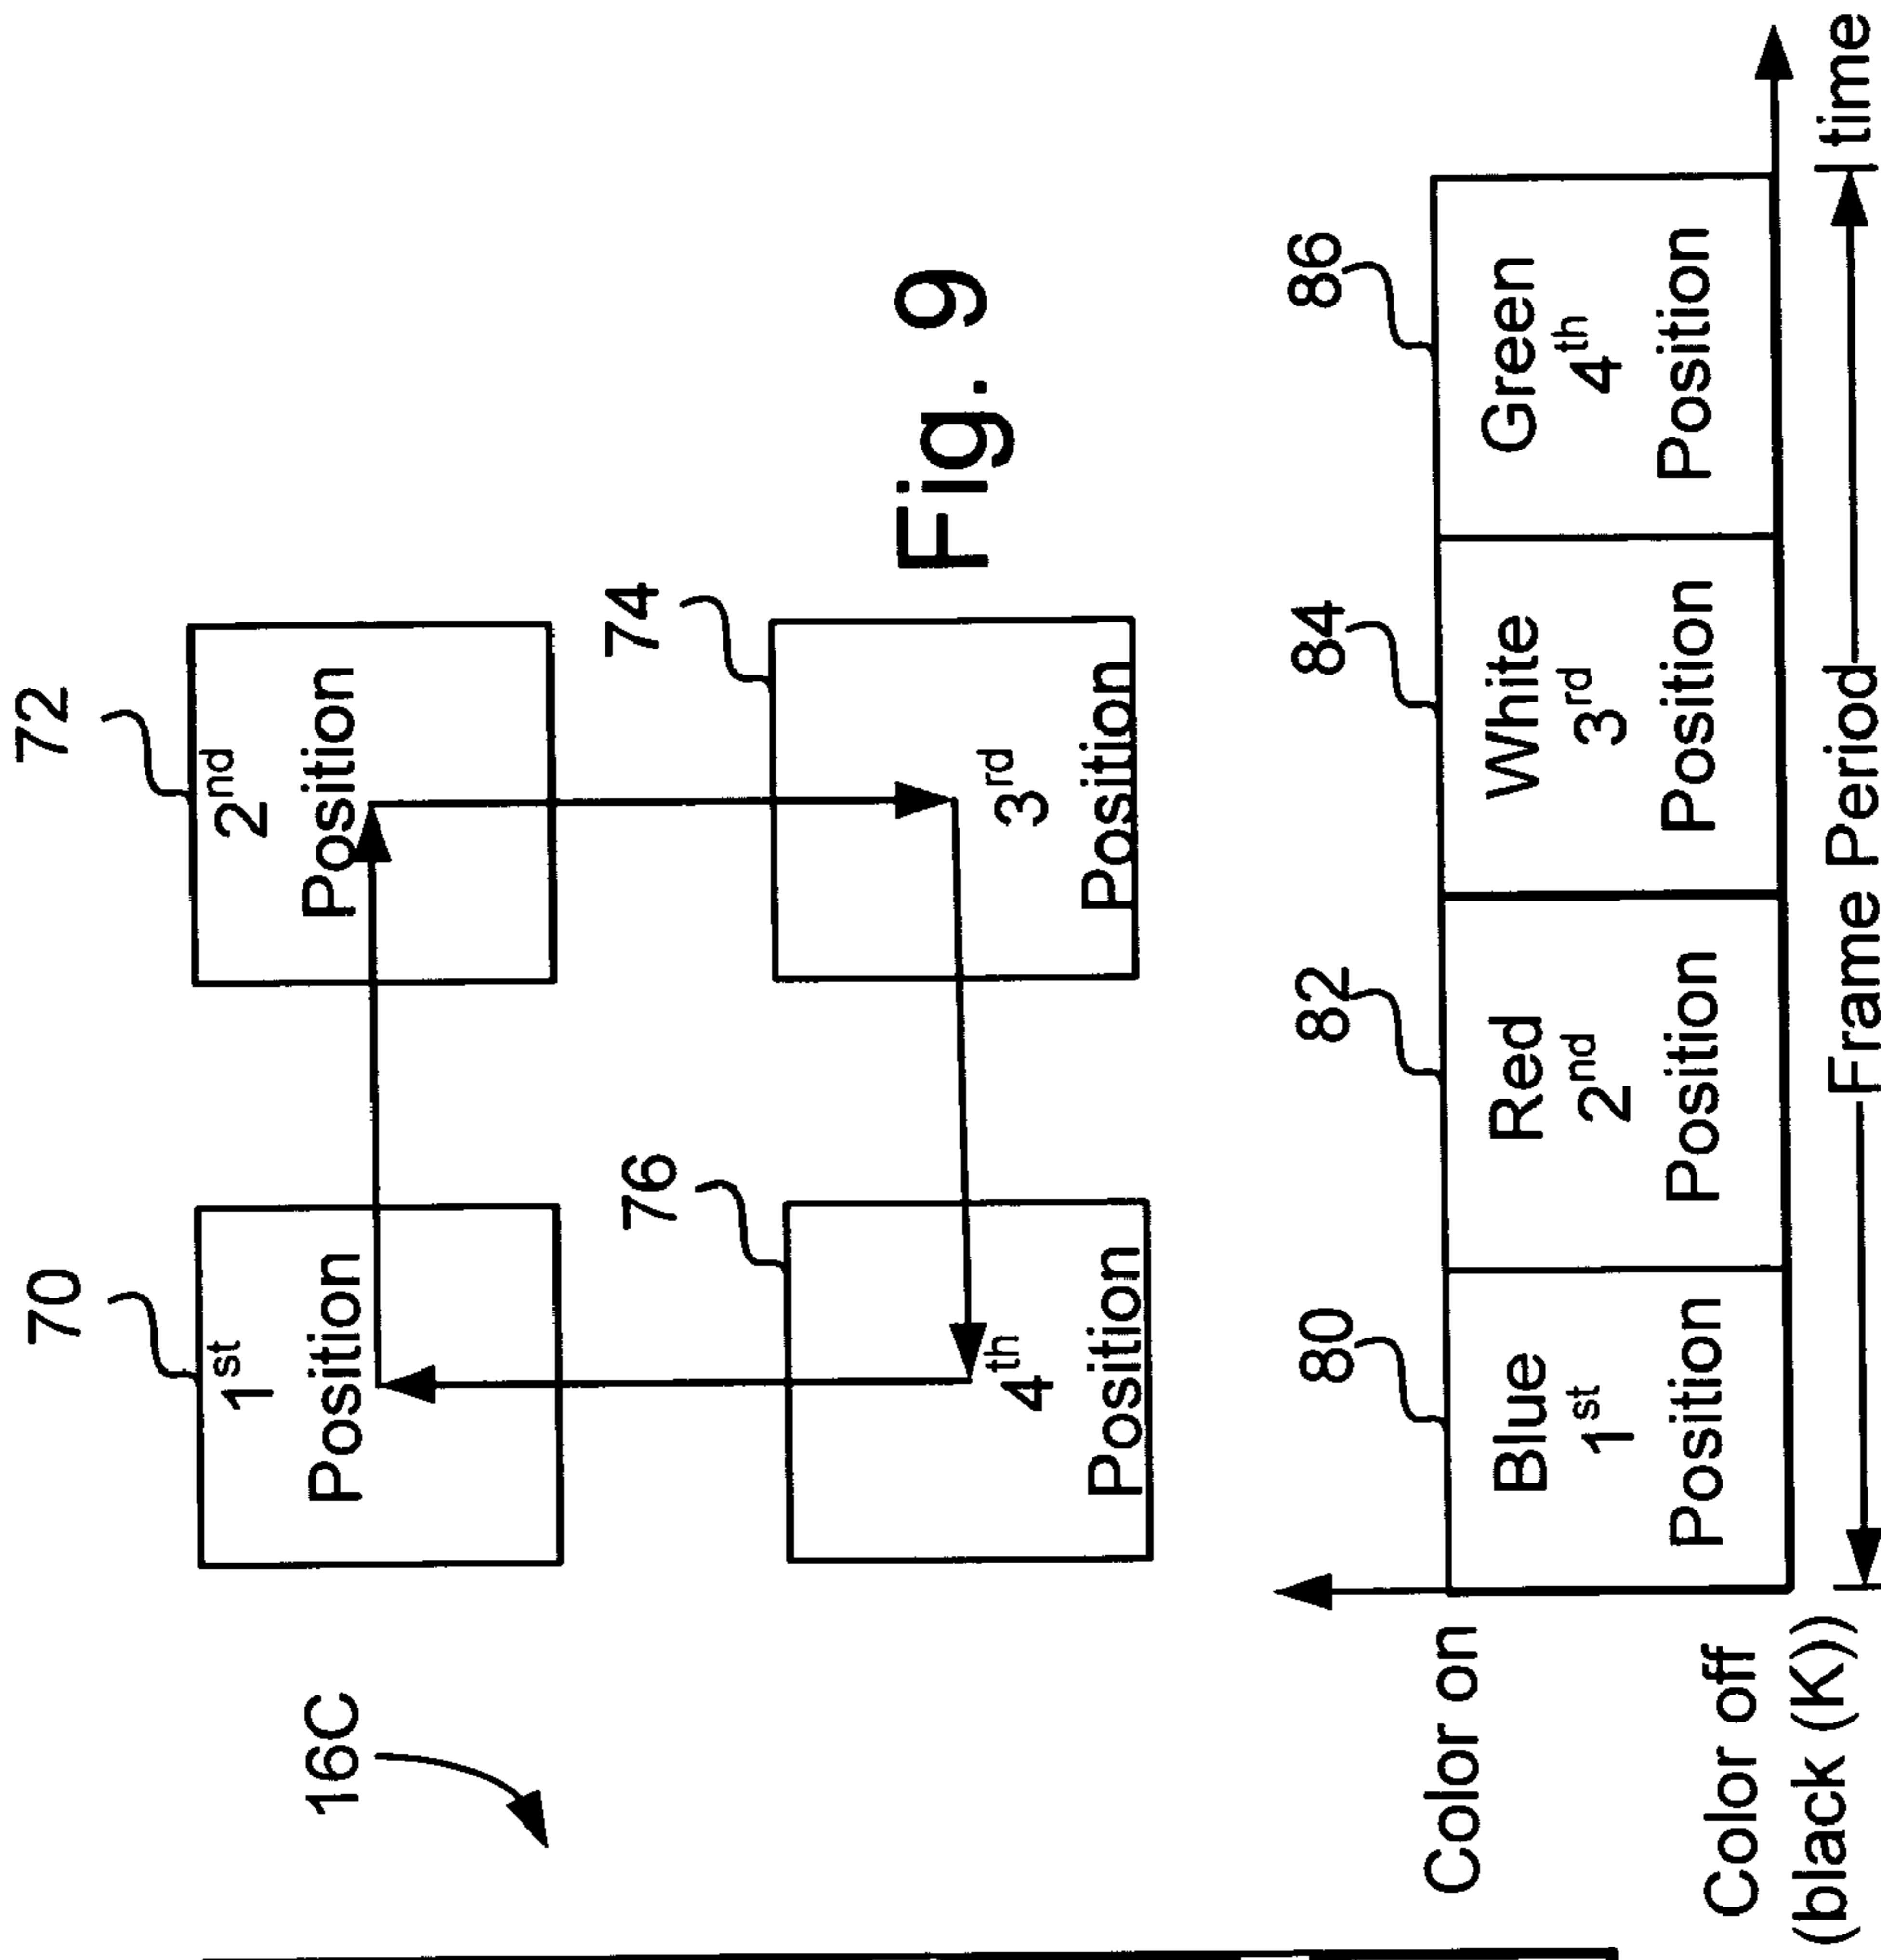 70
72
1st
Position
2nd
Position
16C
76
74
4th
Position
3rd
Position
Fig. 9
80
82
84
86
Color on
Blue
1st
Position
Red
2nd
Position
White
3rd
Position
Green
4th
Position
Color off
(black (K))
Frame Period
time